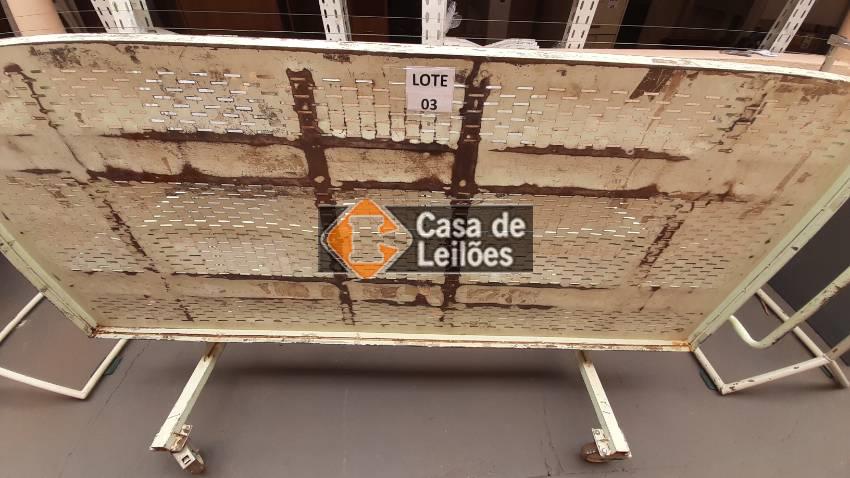 LOTE
03
Casa de
Leilões